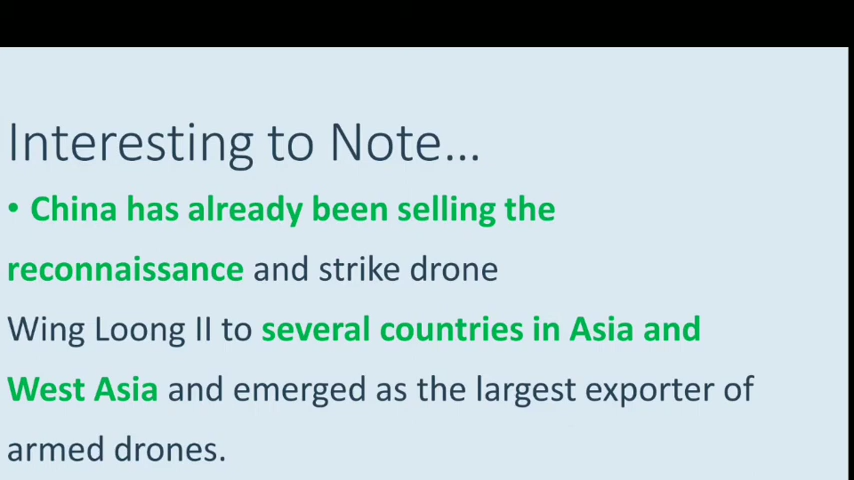 Interesting to Note...
• China has already been selling the
reconnaissance and strike drone
Wing Loong II to several countries in Asia and
West Asia and emerged as the largest exporter of
armed drones.